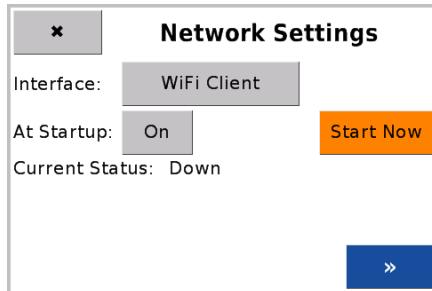 ✖ Network Settings
Interface: WiFi Client
At Startup: On Start Now
Current Status: Down
»